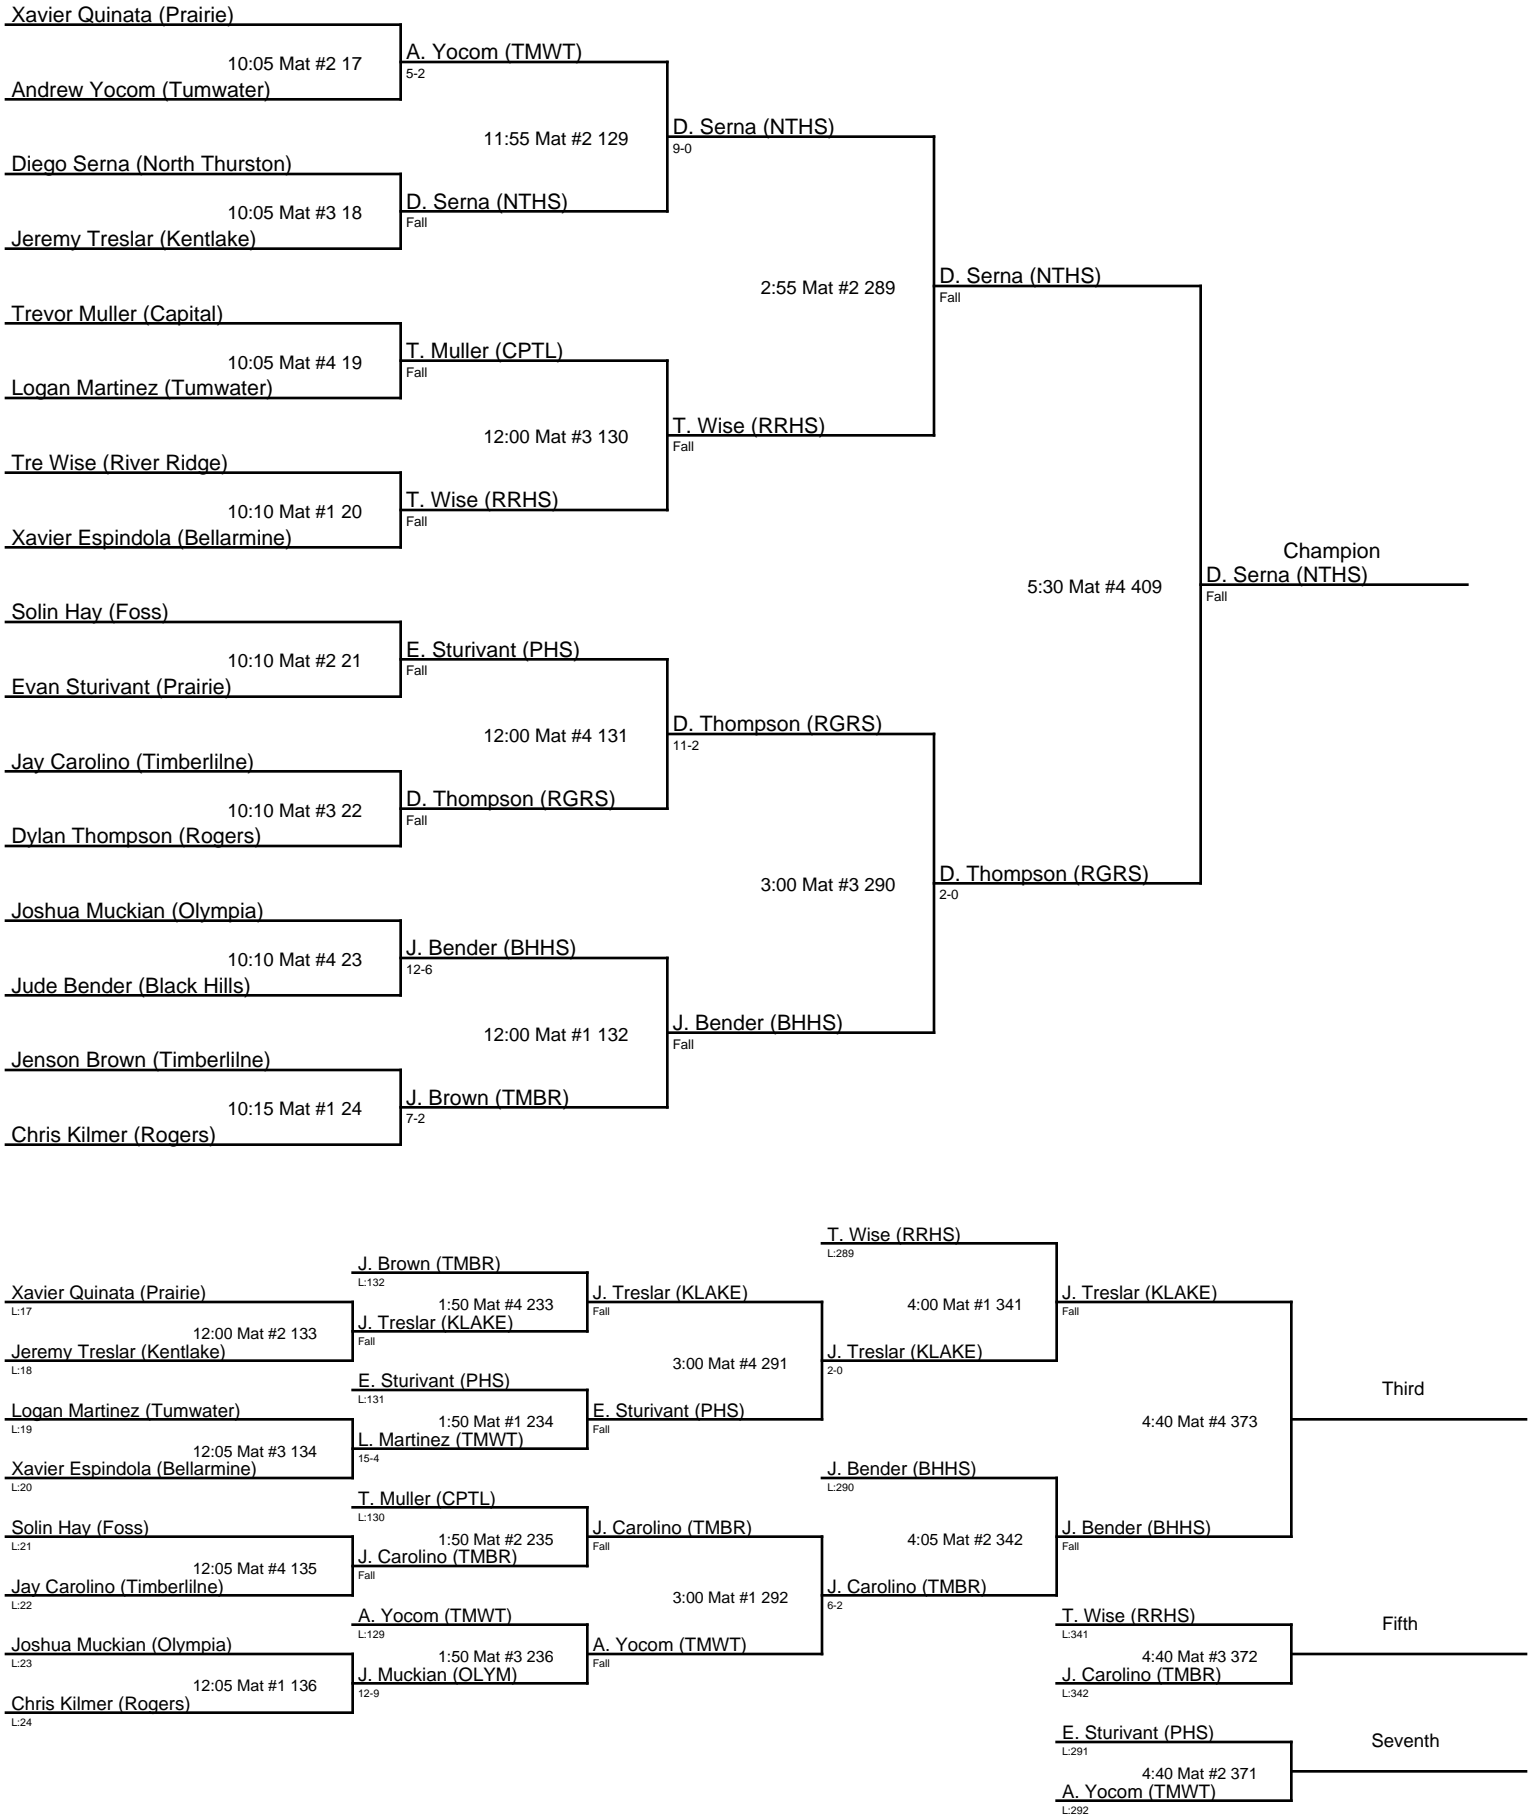 Xavier Quinata (Prairie)
10:05 Mat #2 17
Andrew Yocom (Tumwater)
A. Yocom (TMWT)
5-2
11:55 Mat #2 129
D. Serna (NTHS)
9-0
Diego Serna (North Thurston)
10:05 Mat #3 18
Jeremy Treslar (Kentlake)
D. Serna (NTHS)
Fall
2:55 Mat #2 289
D. Serna (NTHS)
Fall
Trevor Muller (Capital)
10:05 Mat #4 19
Logan Martinez (Tumwater)
T. Muller (CPTL)
Fall
12:00 Mat #3 130
T. Wise (RRHS)
Fall
Tre Wise (River Ridge)
10:10 Mat #1 20
Xavier Espindola (Bellarmine)
T. Wise (RRHS)
Fall
5:30 Mat #4 409
Champion
D. Serna (NTHS)
Fall
Solin Hay (Foss)
10:10 Mat #2 21
Evan Sturivant (Prairie)
E. Sturivant (PHS)
Fall
12:00 Mat #4 131
D. Thompson (RGRS)
11-2
Jay Carolino (Timberlilne)
10:10 Mat #3 22
Dylan Thompson (Rogers)
D. Thompson (RGRS)
Fall
3:00 Mat #3 290
D. Thompson (RGRS)
2-0
Joshua Muckian (Olympia)
10:10 Mat #4 23
Jude Bender (Black Hills)
J. Bender (BHHS)
12-6
12:00 Mat #1 132
J. Bender (BHHS)
Fall
Jenson Brown (Timberlilne)
10:15 Mat #1 24
Chris Kilmer (Rogers)
J. Brown (TMBR)
7-2
Xavier Quinata (Prairie)
L:17
12:00 Mat #2 133
Jeremy Treslar (Kentlake)
L:18
J. Brown (TMBR)
L:132
1:50 Mat #4 233
J. Treslar (KLAKE)
Fall
J. Treslar (KLAKE)
Fall
Logan Martinez (Tumwater)
L:19
12:05 Mat #3 134
Xavier Espindola (Bellarmine)
L:20
E. Sturivant (PHS)
L:131
1:50 Mat #1 234
L. Martinez (TMWT)
15-4
E. Sturivant (PHS)
Fall
3:00 Mat #4 291
T. Wise (RRHS)
L:289
4:00 Mat #1 341
J. Treslar (KLAKE)
2-0
J. Treslar (KLAKE)
Fall
Solin Hay (Foss)
L:21
12:05 Mat #4 135
Jay Carolino (Timberlilne)
L:22
T. Muller (CPTL)
L:130
1:50 Mat #2 235
J. Carolino (TMBR)
Fall
J. Carolino (TMBR)
Fall
Joshua Muckian (Olympia)
L:23
12:05 Mat #1 136
Chris Kilmer (Rogers)
L:24
A. Yocom (TMWT)
L:129
1:50 Mat #3 236
J. Muckian (OLYM)
12-9
A. Yocom (TMWT)
Fall
3:00 Mat #1 292
J. Bender (BHHS)
L:290
4:05 Mat #2 342
J. Carolino (TMBR)
6-2
J. Bender (BHHS)
Fall
4:40 Mat #4 373
Third
T. Wise (RRHS)
L:341
4:40 Mat #3 372
J. Carolino (TMBR)
L:342
Fifth
E. Sturivant (PHS)
L:291
4:40 Mat #2 371
A. Yocom (TMWT)
L:292
Seventh